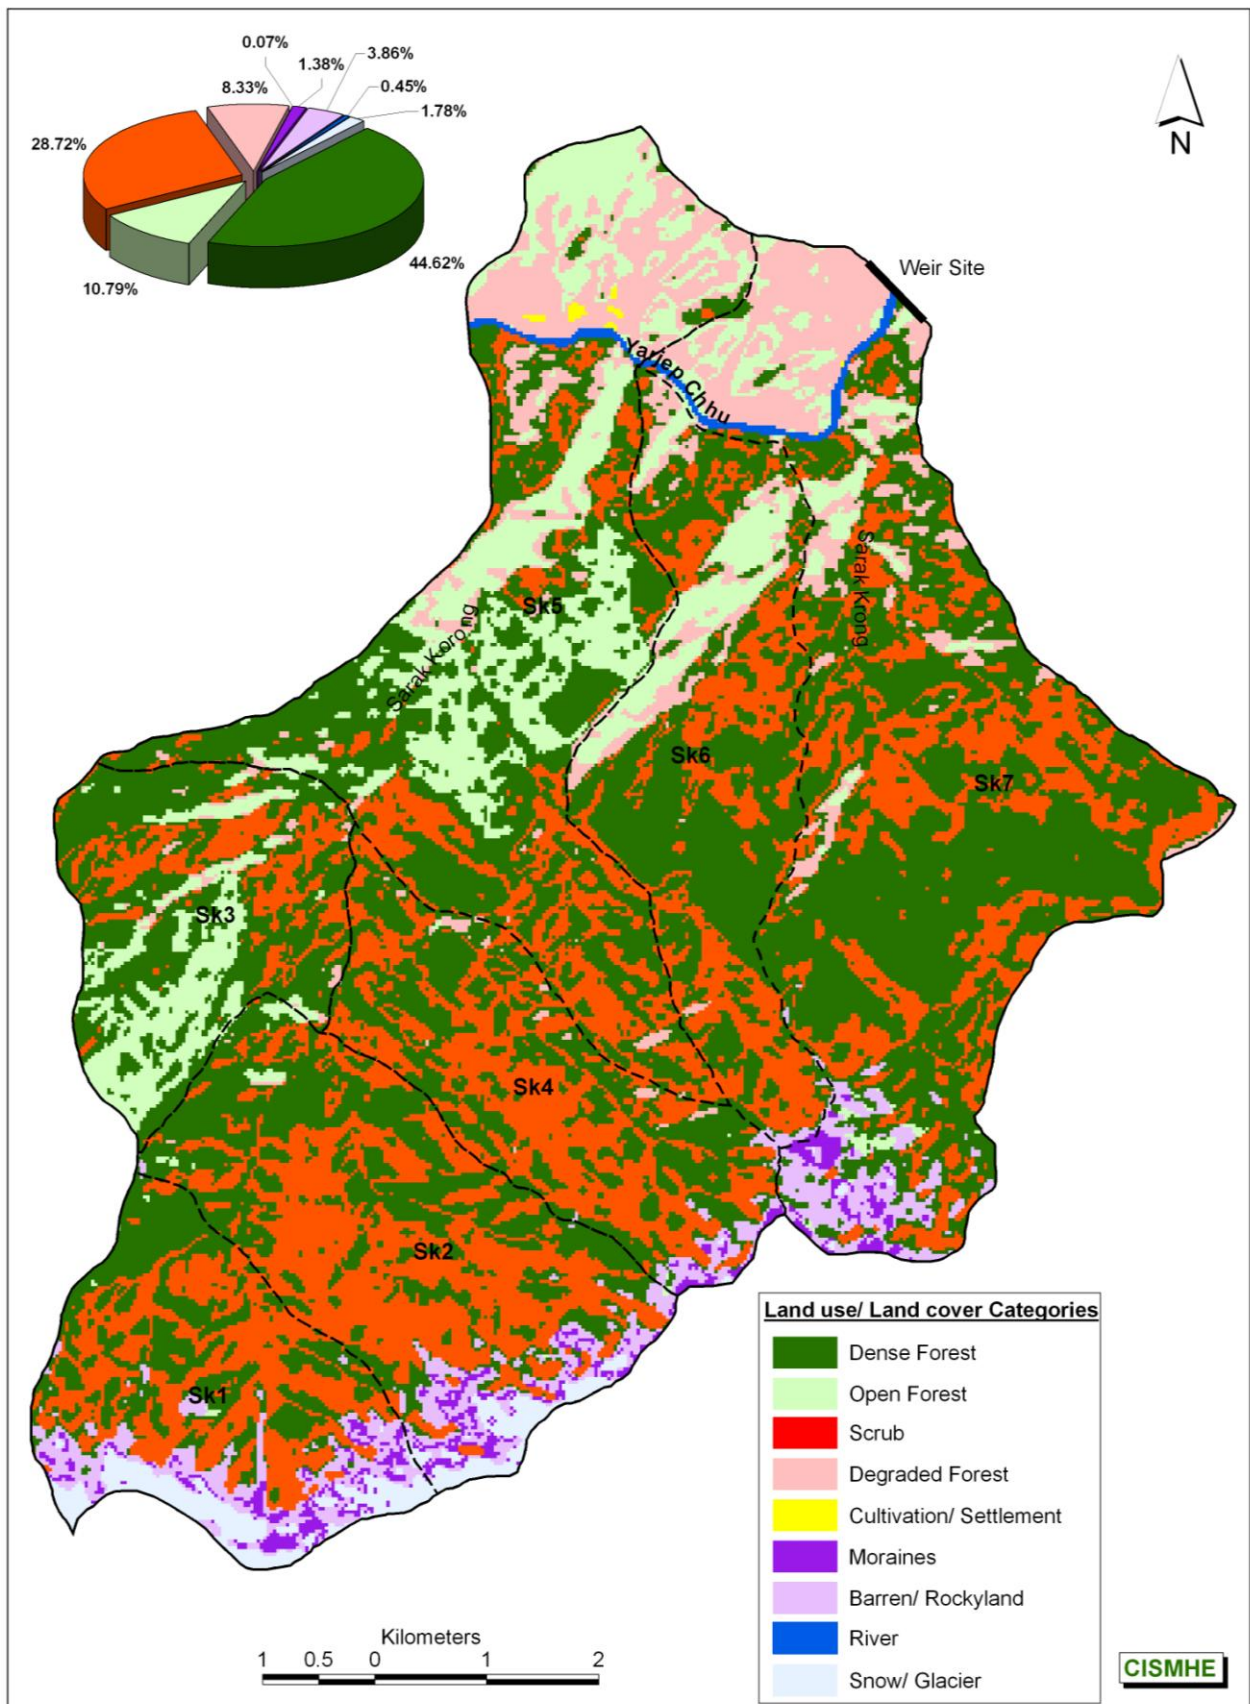 0.07%
1.38%
3.86%
0.45%
1.78%
8.33%
28.72%
10.79%
44.62%
N
Weir Site
Yarjep Chhu
Sarak Krong
Sk5
Sarak Korong
Sk6
Sk7
Sk3
Sk4
Sk2
Sk1
Land use/ Land cover Categories
Dense Forest
Open Forest
Scrub
Degraded Forest
Cultivation/ Settlement
Moraines
Barren/ Rockyland
River
Snow/ Glacier
Kilometers
1 0.5 0 1 2
CISMHE